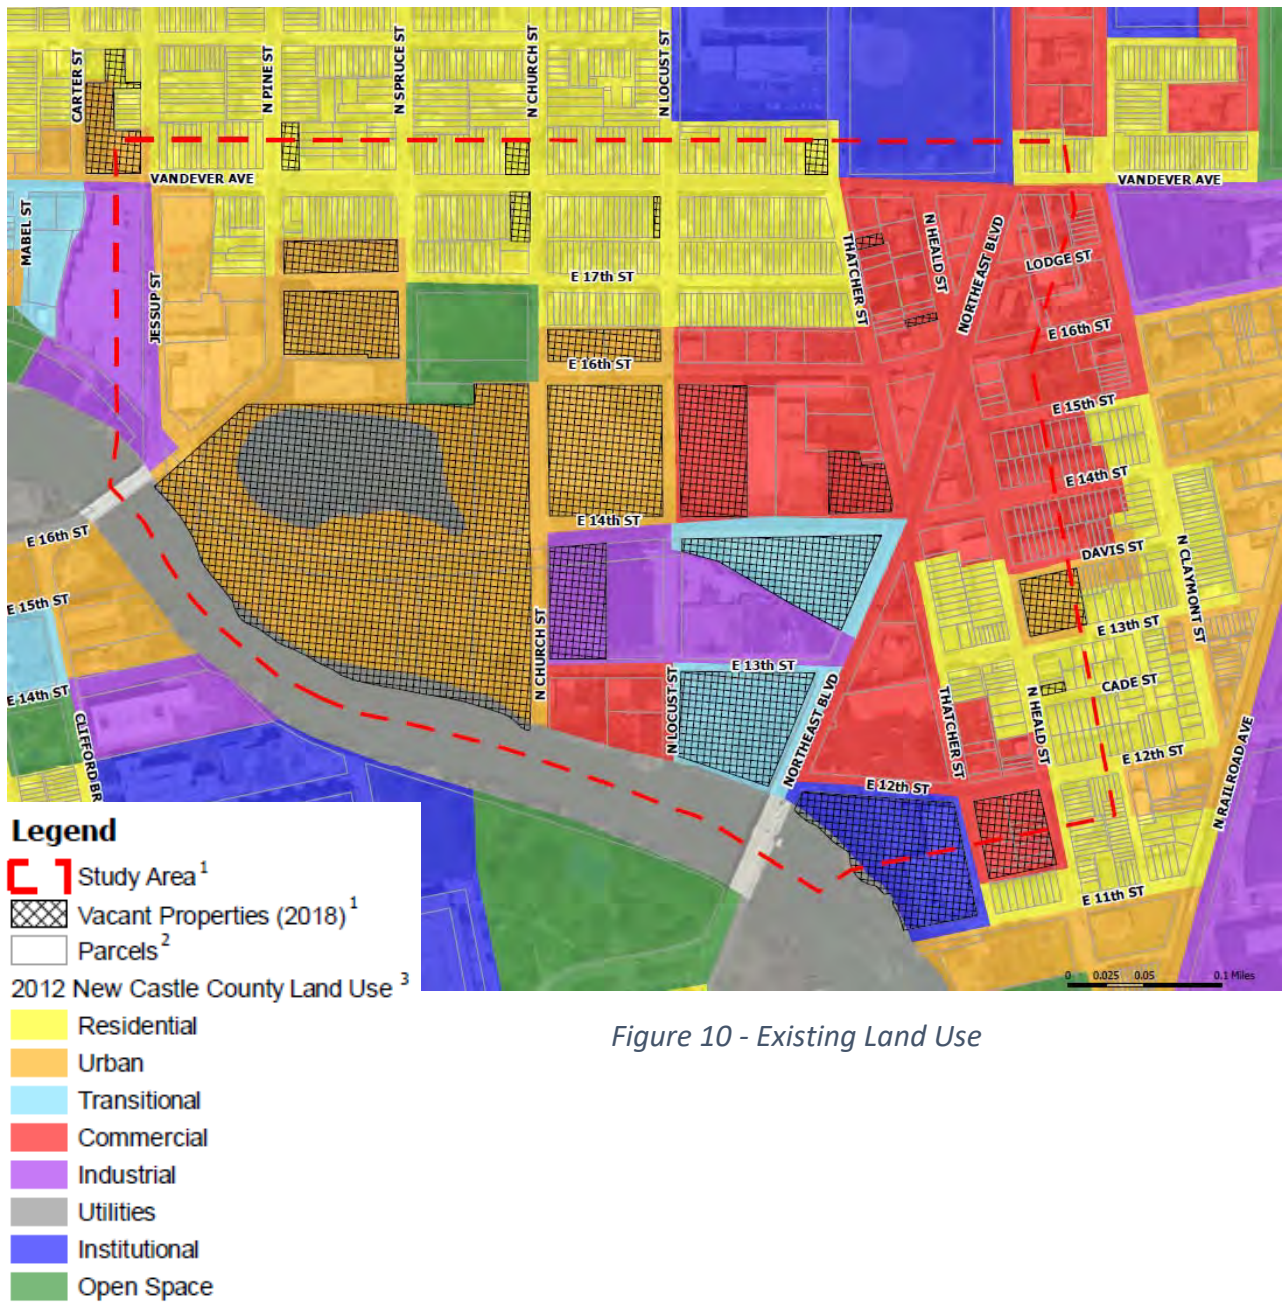 CARTER ST
N PINE ST
N SPRUCE ST
N CHURCH ST
N LOCUST ST
VANDEVER AVE
VANDEVER AVE
MABEL ST
JESSUP ST
THATCHER ST
N HEALD ST
NORTHEAST BLVD
LODGE ST
E 17th ST
E 16th ST
E 16th ST
E 15th ST
E 14th ST
E 14th ST
E 16th ST
DAVIS ST
N CLAYMONT ST
E 15th ST
E 13th ST
N CHURCH ST
E 13th ST
CADE ST
E 14th ST
N LOCUST ST
NORTHEAST BLVD
THATCHER ST
N HEALD ST
CLIFFORD BR
E 12th ST
E 12th ST
N RAILROAD AVE
E 11th ST
0 0.025 0.05 0.1 Miles
Legend
Study Area 1
Vacant Properties (2018) 1
Parcels 2
2012 New Castle County Land Use 3
Residential
Urban
Transitional
Commercial
Industrial
Utilities
Institutional
Open Space
Figure 10 - Existing Land Use